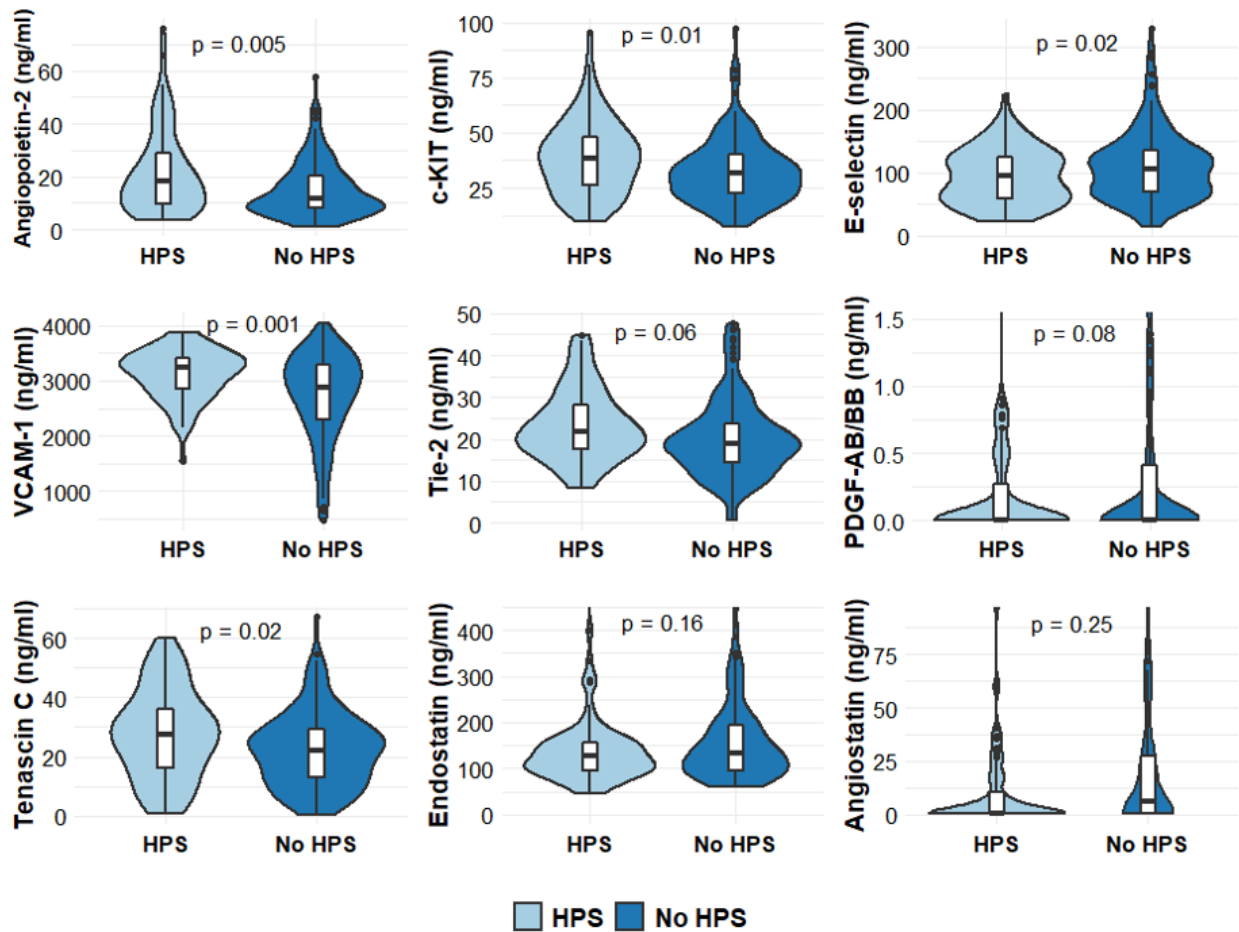 Angiopoietin-2 (ng/ml)
60
40
20
0
p = 0.005
HPS
No HPS
c-KIT (ng/ml)
100
75
50
25
p = 0.01
HPS
No HPS
E-selectin (ng/ml)
300
200
100
0
p = 0.02
HPS
No HPS
VCAM-1 (ng/ml)
4000
3000
2000
1000
p = 0.001
HPS
No HPS
Tie-2 (ng/ml)
50
40
30
20
10
0
p = 0.06
HPS
No HPS
PDGF-AB/BB (ng/ml)
1.5
1.0
0.5
0.0
p = 0.08
HPS
No HPS
Tenascin C (ng/ml)
60
40
20
0
p = 0.02
HPS
No HPS
Endostatin (ng/ml)
400
300
200
100
0
p = 0.16
HPS
No HPS
Angiostatin (ng/ml)
75
50
25
0
p = 0.25
HPS
No HPS
HPS
No HPS